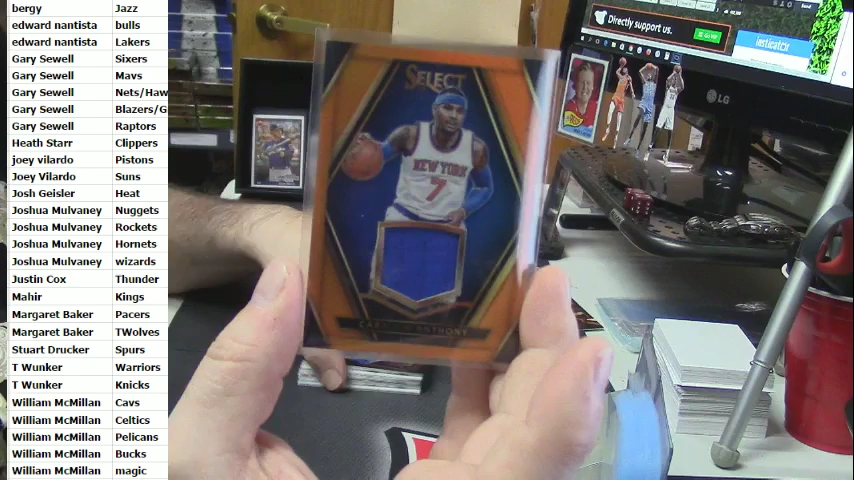 bergy Jazz
edward nantista bulls
edward nantista Lakers
Gary Sewell Sixers
Gary Sewell Mavs
Gary Sewell Nets/Haw
Gary Sewell Blazers/G
Gary Sewell Raptors
Heath Starr Clippers
joey vilardo Pistons
Joey Vilardo Suns
Josh Geisler Heat
Joshua Mulvaney Nuggets
Joshua Mulvaney Rockets
Joshua Mulvaney Hornets
Joshua Mulvaney wizards
Justin Cox Thunder
Mahir Kings
Margaret Baker Pacers
Margaret Baker TWolves
Stuart Drucker Spurs
T Wunker Warriors
T Wunker Knicks
William McMillan Cavs
William McMillan Celtics
William McMillan Pelicans
William McMillan Bucks
William McMillan magic
SELECT
NEW YORK
7
ANTHONY
Directly support us.
insticator
LG